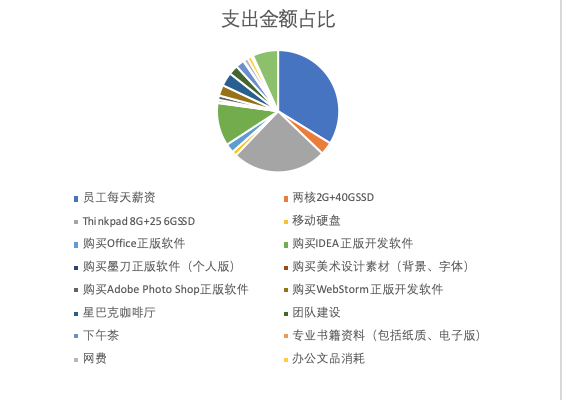 支出金额占比
员工每天薪资
两核2G+40GSSD
Thinkpad 8G+256GSSD
移动硬盘
购买Office正版软件
购买IDEA正版开发软件
购买墨刀正版软件（个人版）
购买美术设计素材（背景、字体）
购买Adobe Photo Shop正版软件
购买WebStorm正版开发软件
星巴克咖啡厅
团队建设
下午茶
专业书籍资料（包括纸质、电子版）
网费
办公文品消耗